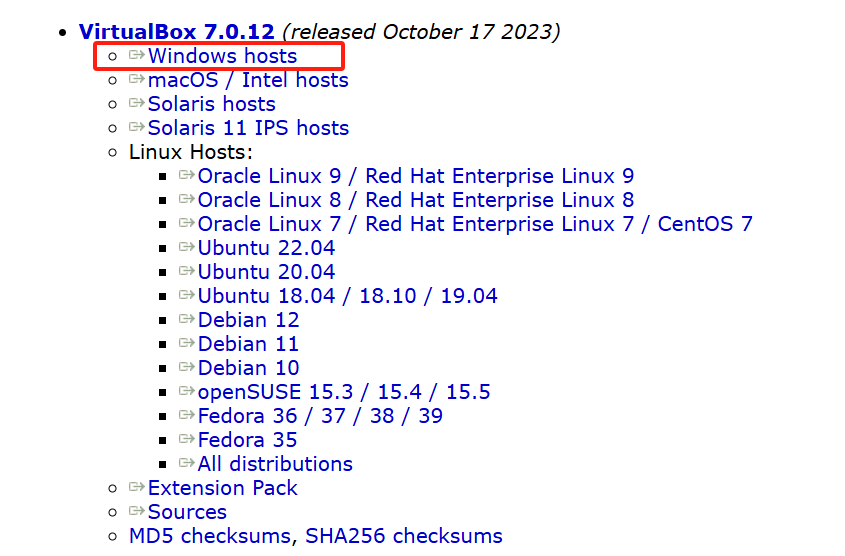 VirtualBox 7.0.12 (released October 17 2023)
Windows hosts
macOS / Intel hosts
Solaris hosts
Solaris 11 IPS hosts
Linux Hosts:
Oracle Linux 9 / Red Hat Enterprise Linux 9
Oracle Linux 8 / Red Hat Enterprise Linux 8
Oracle Linux 7 / Red Hat Enterprise Linux 7 / CentOS 7
Ubuntu 22.04
Ubuntu 20.04
Ubuntu 18.04 / 18.10 / 19.04
Debian 12
Debian 11
Debian 10
openSUSE 15.3 / 15.4 / 15.5
Fedora 36 / 37 / 38 / 39
Fedora 35
All distributions
Extension Pack
Sources
MD5 checksums, SHA256 checksums